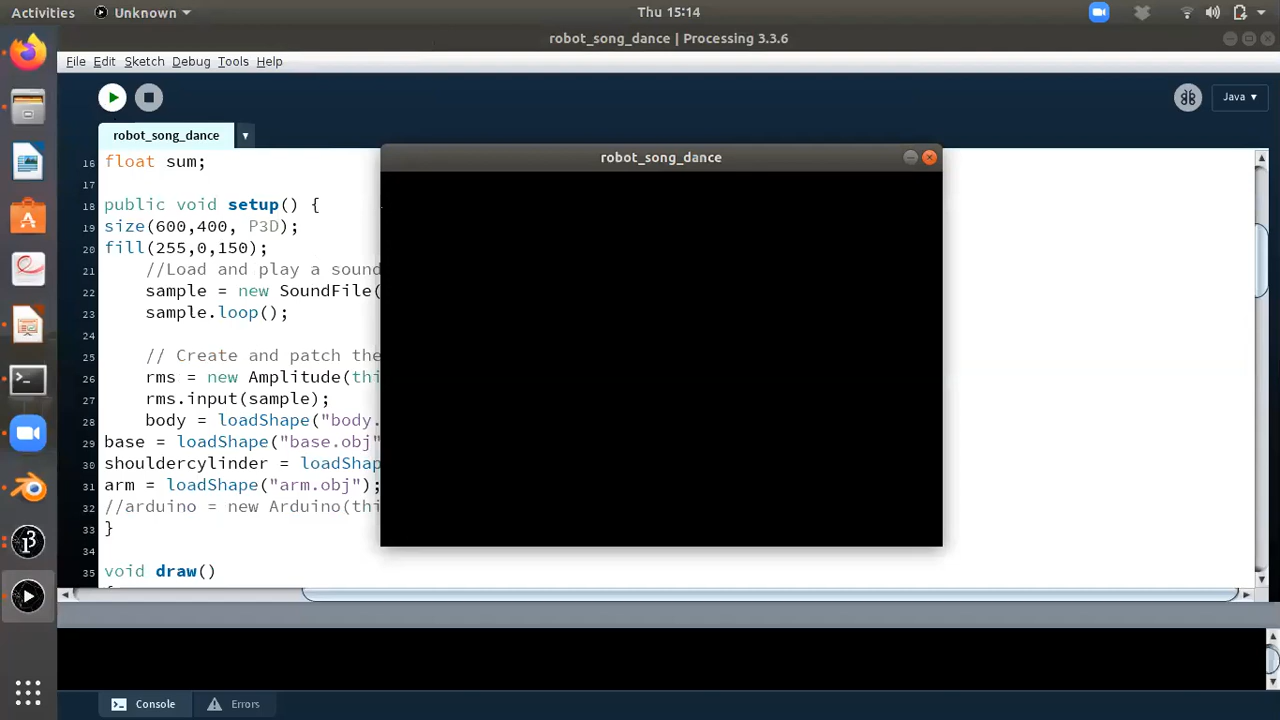 Activities Unknown Thu 15:14
robot_song_dance | Processing 3.3.6
File Edit Sketch Debug Tools Help
Java
robot_song_dance
robot_song_dance
16 float sum;
17
18 public void setup() {
19 size(600,400, P3D);
20 fill(255,0,150);
21 //Load and play a sound
22 sample = new SoundFile(
23 sample.loop();
24
25 // Create and patch the
26 rms = new Amplitude(thi
27 rms.input(sample);
28 body = loadShape("body.
29 base = loadShape("base.obj"
30 shouldercylinder = loadShap
31 arm = loadShape("arm.obj");
32 //arduino = new Arduino(thi
33 }
34
35 void draw()
Console Errors